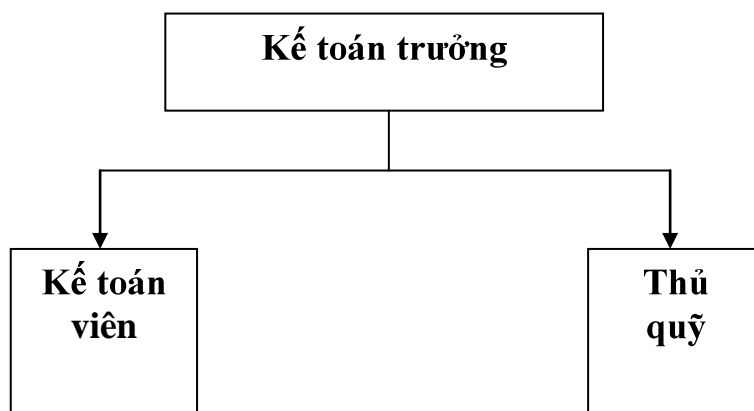 Kế toán trưởng
Kế toán
viên
Thủ
quỹ